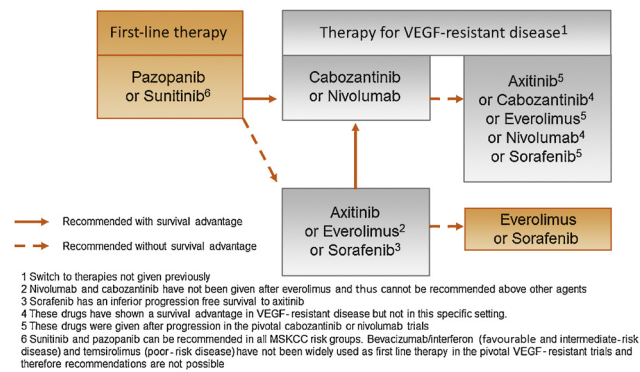 First-line therapy
Therapy for VEGF-resistant disease1
Pazopanib
or Sunitinib6
Cabozantinib
or Nivolumab
Axitinib5
or Cabozantinib4
or Everolimus5
or Nivolumab4
or Sorafenib5
Axitinib
or Everolimus2
or Sorafenib3
Everolimus
or Sorafenib
Recommended with survival advantage
Recommended without survival advantage
1 Switch to therapies not given previously
2 Nivolumab and cabozantinib have not been given after everolimus and thus cannot be recommended above other agents
3 Sorafenib has an inferior progression free survival to axitinib
4 These drugs have shown a survival advantage in VEGF-resistant disease but not in this specific setting.
5 These drugs were given after progression in the pivotal cabozantinib or nivolumab trials
6 Sunitinib and pazopanib can be recommended in all MSKCC risk groups. Bevacizumab/interferon (favourable and intermediate-risk
disease) and temsirolimus (poor-risk disease) have not been widely used as first line therapy in the pivotal VEGF-resistant trials and
therefore recommendations are not possible